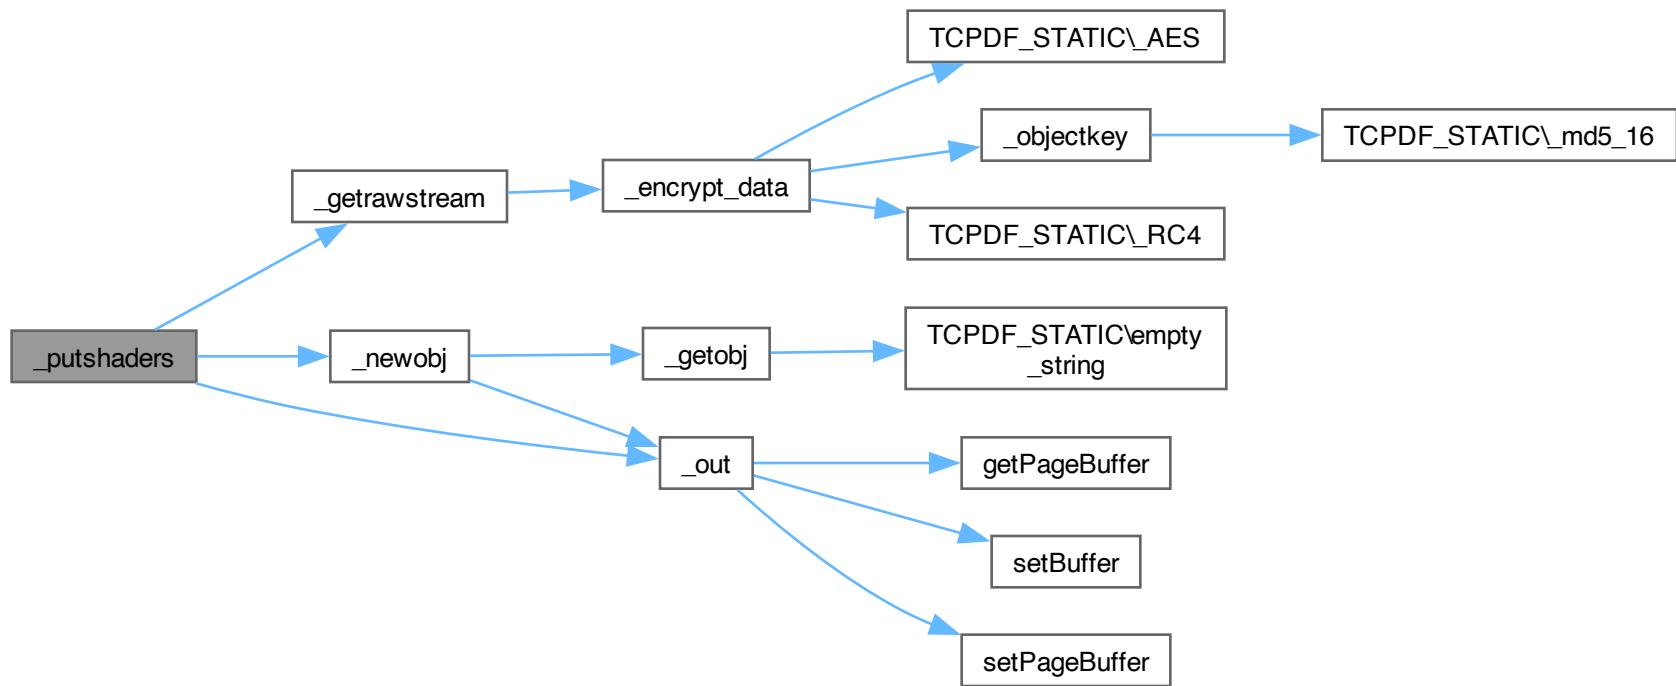 TCPDF_STATIC\_AES
_objectkey
TCPDF_STATIC\_md5_16
_getrawstream
_encrypt_data
TCPDF_STATIC\_RC4
_putshaders
_newobj
_getobj
TCPDF_STATIC\empty
_string
_out
getPageBuffer
setBuffer
setPageBuffer